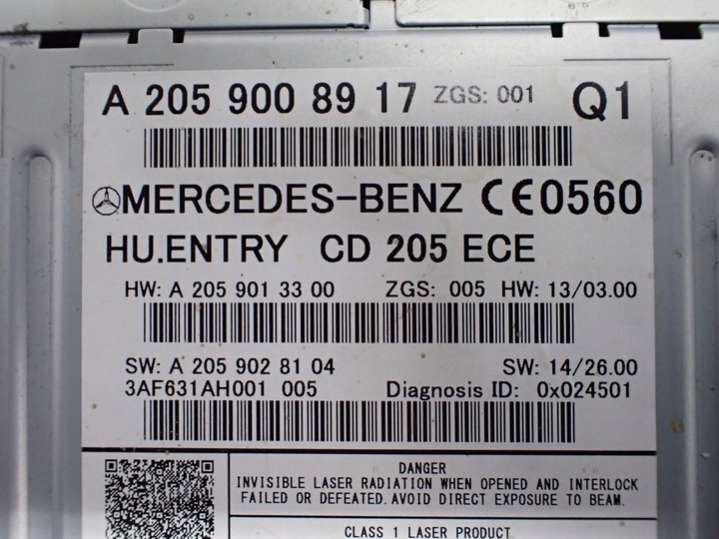 A 205 900 89 17 ZGS: 001 Q1
MERCEDES-BENZ CE0560
HU.ENTRY CD 205 ECE
HW: A 205 901 33 00 ZGS: 005 HW: 13/03.00
SW: A 205 902 81 04 SW: 14/26.00
3AF631AH001 005 Diagnosis ID: 0x024501
DANGER
INVISIBLE LASER RADIATION WHEN OPENED AND INTERLOCK
FAILED OR DEFEATED. AVOID DIRECT EXPOSURE TO BEAM.
CLASS 1 LASER PRODUCT